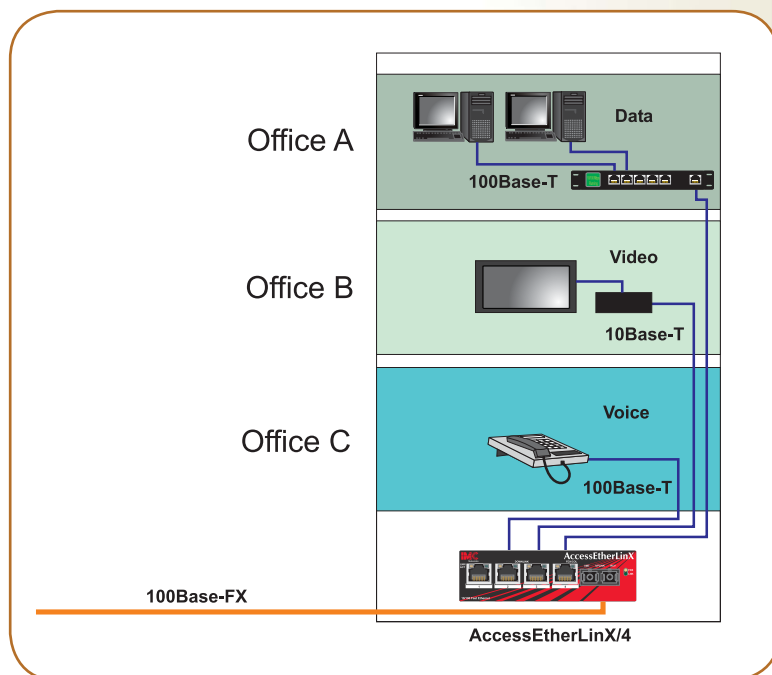 Office A
Data
100Base-T
Office B
Video
10Base-T
Office C
Voice
100Base-T
IMC
AccessEtherLinX
100Base-FX
AccessEtherLinX/4